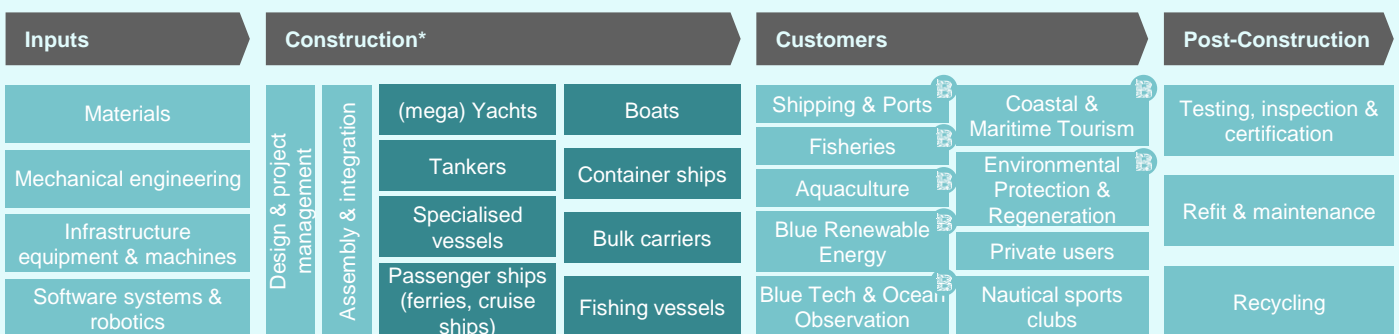 Inputs
Construction*
Customers
Post-Construction
Materials
Mechanical engineering
Infrastructure
equipment & machines
Software systems &
robotics
Design & project
management
Assembly & integration
(mega) Yachts
Tankers
Specialised
vessels
Passenger ships
(ferries, cruise
ships)
Boats
Container ships
Bulk carriers
Fishing vessels
Shipping & Ports
Fisheries
Aquaculture
Blue Renewable
Energy
Blue Tech & Ocean
Observation
Coastal &
Maritime Tourism
Environmental
Protection &
Regeneration
Private users
Nautical sports
clubs
Testing, inspection &
certification
Refit & maintenance
Recycling